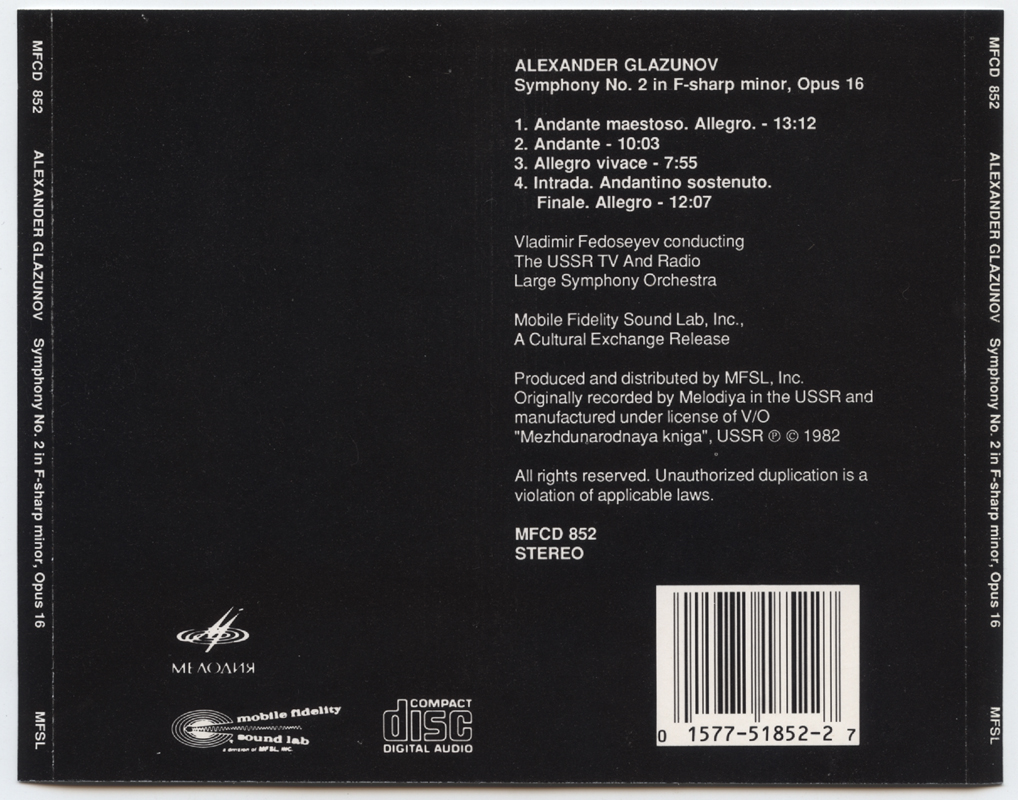 MFCD 852 ALEXANDER GLAZUNOV Symphony No. 2 in F-sharp minor, Opus 16 MFSL
ALEXANDER GLAZUNOV
Symphony No. 2 in F-sharp minor, Opus 16
1. Andante maestoso. Allegro. - 13:12
2. Andante - 10:03
3. Allegro vivace - 7:55
4. Intrada. Andantino sostenuto.
Finale. Allegro - 12:07
Vladimir Fedoseyev conducting
The USSR TV And Radio
Large Symphony Orchestra
Mobile Fidelity Sound Lab, Inc.,
A Cultural Exchange Release
Produced and distributed by MFSL, Inc.
Originally recorded by Melodiya in the USSR and
manufactured under license of V/O
"Mezhdunarodnaya kniga", USSR ℗ © 1982
All rights reserved. Unauthorized duplication is a
violation of applicable laws.
MFCD 852
STEREO
МЕЛОДИЯ
mobile fidelity
sound lab
a division of MFSL, INC.
COMPACT
disc
DIGITAL AUDIO
0 1577-51852-2 7
MFCD 852 ALEXANDER GLAZUNOV Symphony No. 2 in F-sharp minor, Opus 16 MFSL